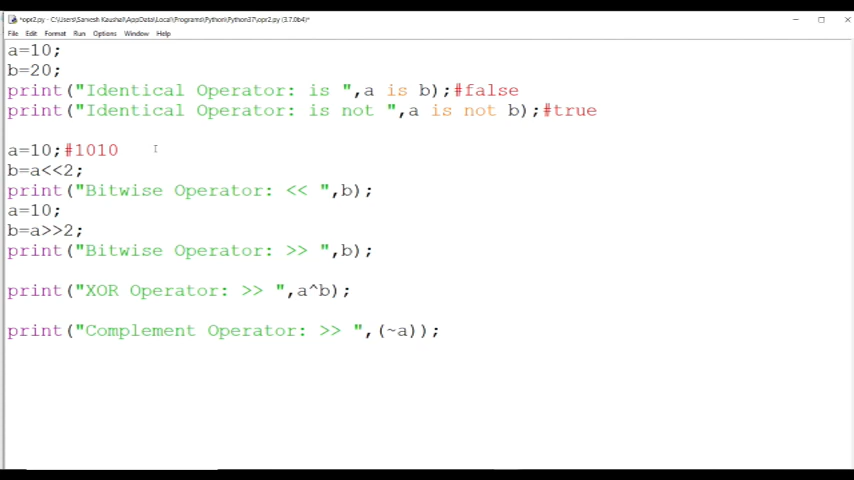 *opr2.py - C:\Users\Sarvesh Kaushal\AppData\Local\Programs\Python\Python37\opr2.py (3.7.0b4)*
File Edit Format Run Options Window Help
a=10;
b=20;
print("Identical Operator: is ",a is b);#false
print("Identical Operator: is not ",a is not b);#true
a=10;#1010
b=a<<2;
print("Bitwise Operator: << ",b);
a=10;
b=a>>2;
print("Bitwise Operator: >> ",b);
print("XOR Operator: >> ",a^b);
print("Complement Operator: >> ",(~a));